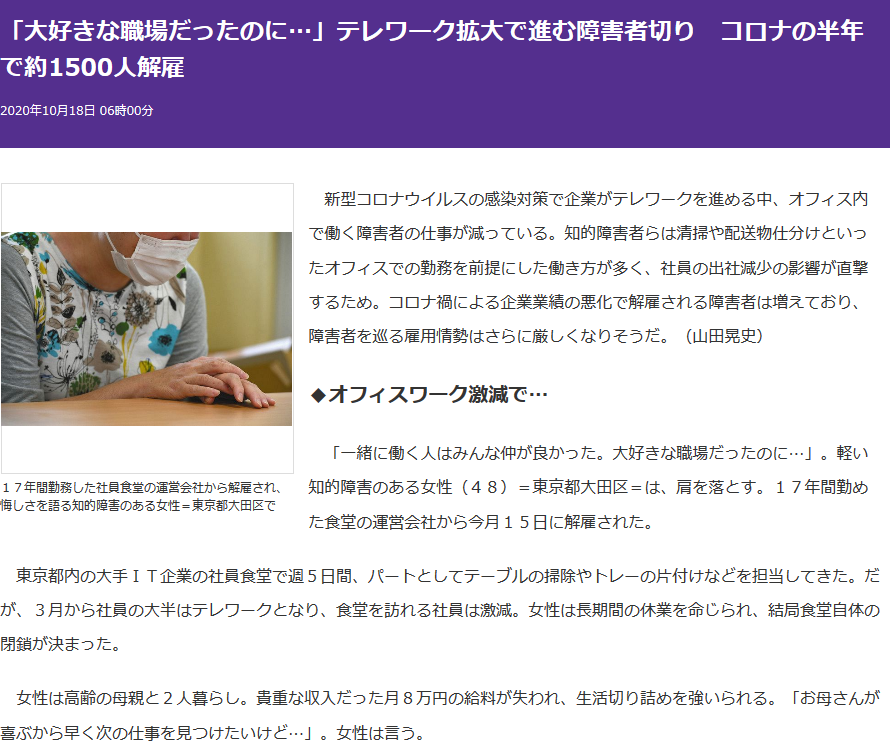 「大好きな職場だったのに…」テレワーク拡大で進む障害者切り　コロナの半年
で約1500人解雇
2020年10月18日 06時00分
　新型コロナウイルスの感染対策で企業がテレワークを進める中、オフィス内
で働く障害者の仕事が減っている。知的障害者らは清掃や配送物仕分けといっ
たオフィスでの勤務を前提にした働き方が多く、社員の出社減少の影響が直撃
するため。コロナ禍による企業業績の悪化で解雇される障害者は増えており、
障害者を巡る雇用情勢はさらに厳しくなりそうだ。（山田晃史）
◆オフィスワーク激減で…
１７年間勤務した社員食堂の運営会社から解雇され、
悔しさを語る知的障害のある女性＝東京都大田区で
　「一緒に働く人はみんな仲が良かった。大好きな職場だったのに…」。軽い
知的障害のある女性（４８）＝東京都大田区＝は、肩を落とす。１７年間勤め
た食堂の運営会社から今月１５日に解雇された。
　東京都内の大手ＩＴ企業の社員食堂で週５日間、パートとしてテーブルの掃除やトレーの片付けなどを担当してきた。だ
が、３月から社員の大半はテレワークとなり、食堂を訪れる社員は激減。女性は長期間の休業を命じられ、結局食堂自体の
閉鎖が決まった。
　女性は高齢の母親と２人暮らし。貴重な収入だった月８万円の給料が失われ、生活切り詰めを強いられる。「お母さんが
喜ぶから早く次の仕事を見つけたいけど…」。女性は言う。